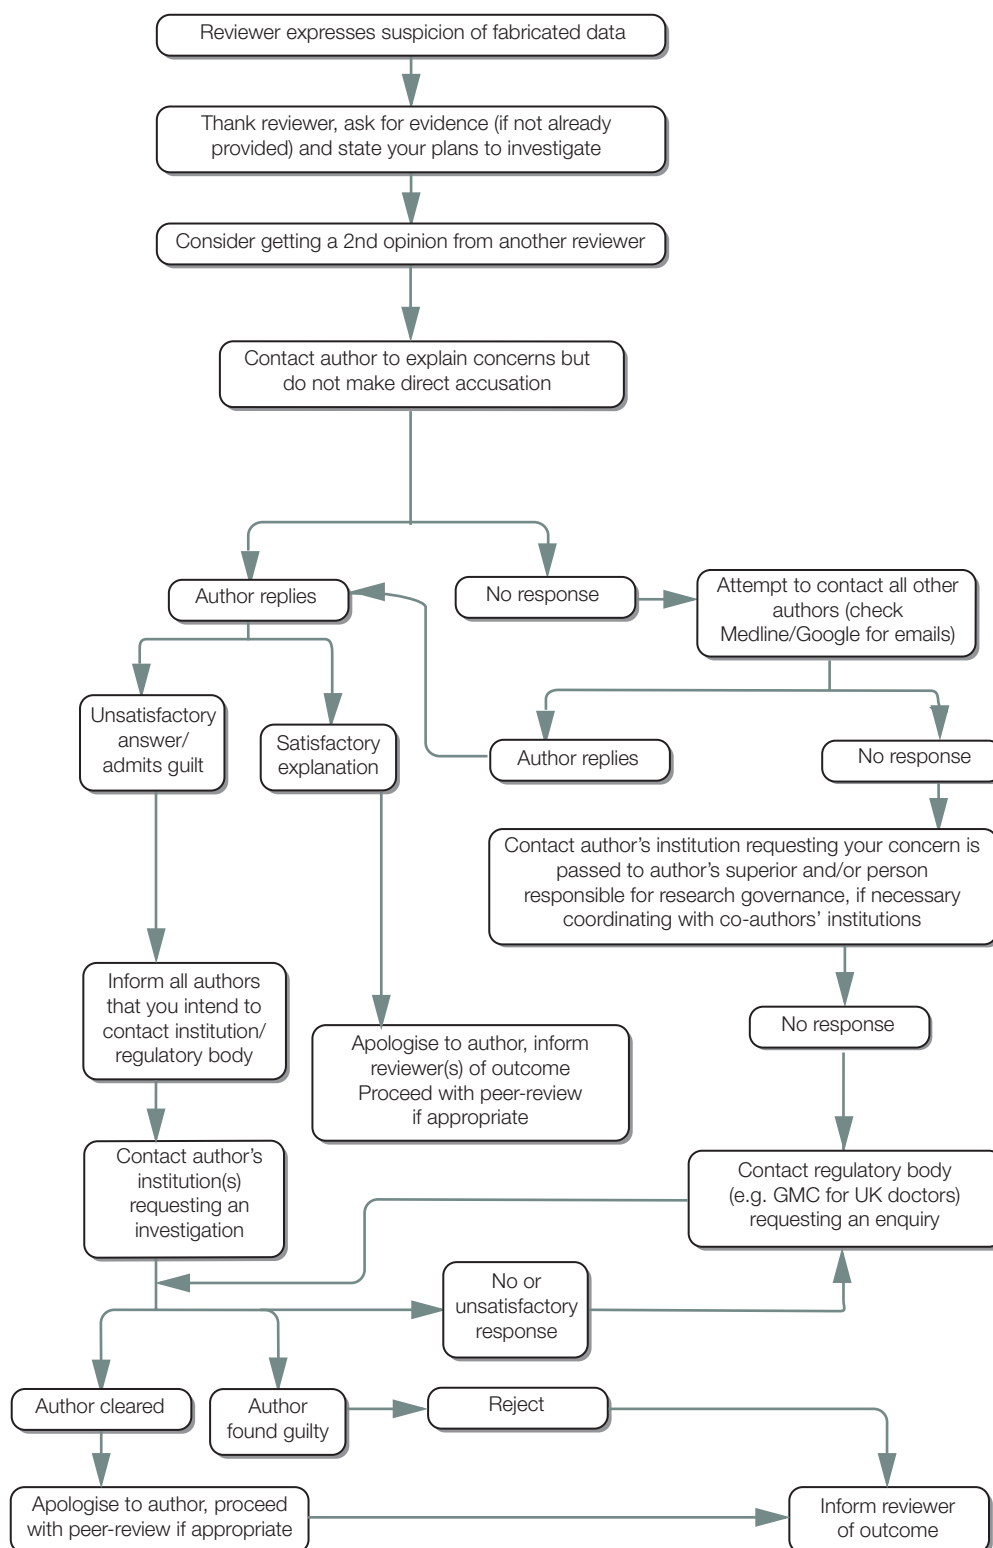 Reviewer expresses suspicion of fabricated data
Thank reviewer, ask for evidence (if not already
provided) and state your plans to investigate
Consider getting a 2nd opinion from another reviewer
Contact author to explain concerns but
do not make direct accusation
Author replies
No response
Attempt to contact all other
authors (check
Medline/Google for emails)
Unsatisfactory
answer/
admits guilt
Satisfactory
explanation
Author replies
No response
Contact author's institution requesting your concern is
passed to author's superior and/or person
responsible for research governance, if necessary
coordinating with co-authors' institutions
Inform all authors
that you intend to
contact institution/
regulatory body
No response
Apologise to author, inform
reviewer(s) of outcome
Proceed with peer-review
if appropriate
Contact author's
institution(s)
requesting an
investigation
Contact regulatory body
(e.g. GMC for UK doctors)
requesting an enquiry
No or
unsatisfactory
response
Author cleared
Author
found guilty
Reject
Apologise to author, proceed
with peer-review if appropriate
Inform reviewer
of outcome